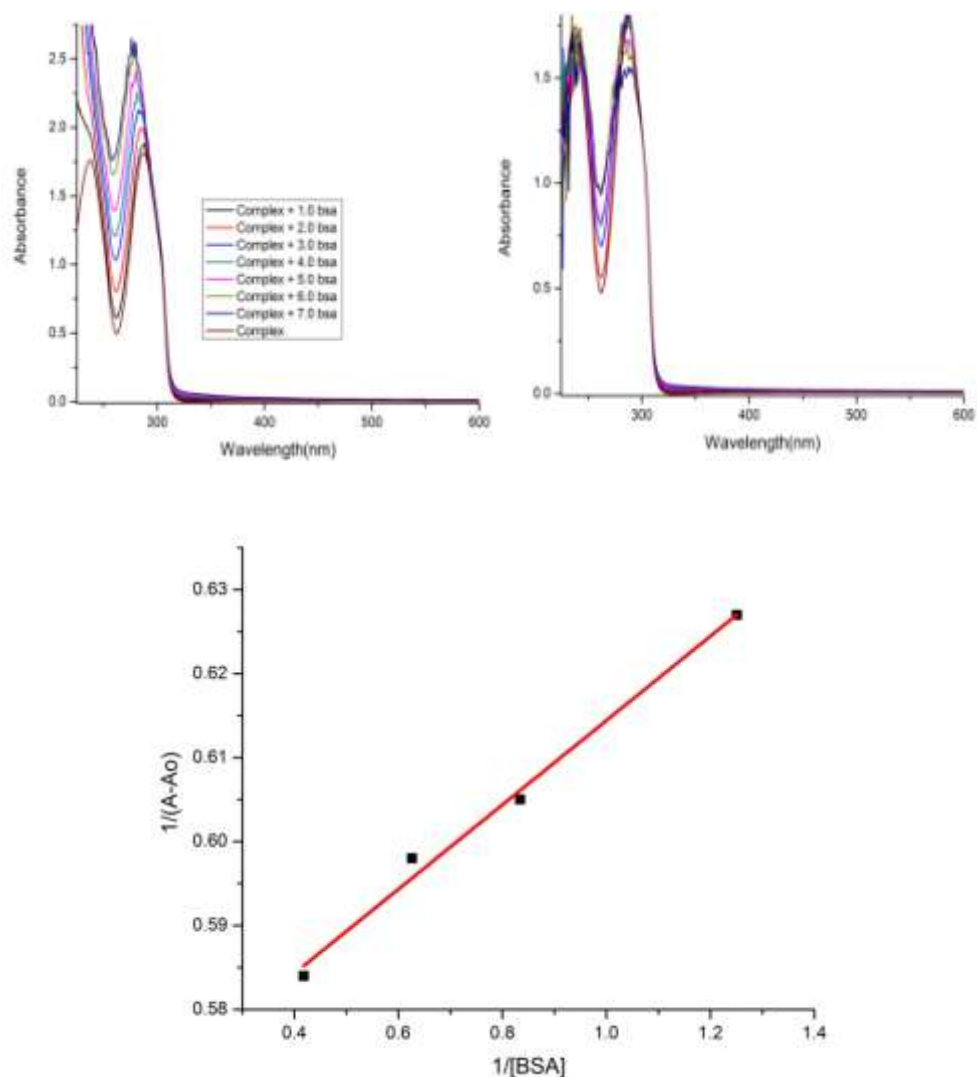 2.5
2.0
1.5
1.0
0.5
0.0
Absorbance
Complex + 1.0 bsa
Complex + 2.0 bsa
Complex + 3.0 bsa
Complex + 4.0 bsa
Complex + 5.0 bsa
Complex + 6.0 bsa
Complex + 7.0 bsa
Complex
300
400
500
600
Wavelength(nm)
1.5
1.0
0.5
0.0
Absorbance
300
400
500
600
Wavelength(nm)
0.63
0.62
0.61
0.60
0.59
0.58
1/(A-Ao)
0.4
0.6
0.8
1.0
1.2
1.4
1/[BSA]